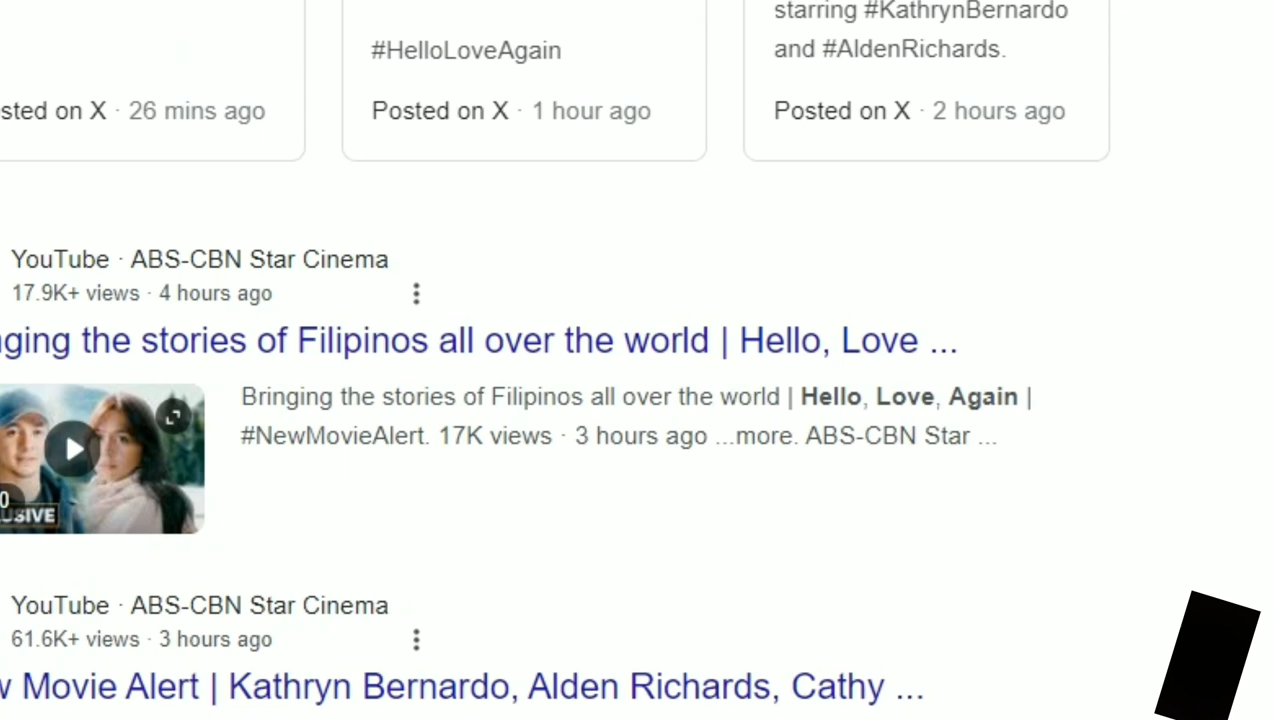 starring #KathrynBernardo
#HelloLoveAgain
and #AldenRichards.
sted on X · 26 mins ago
Posted on X · 1 hour ago
Posted on X · 2 hours ago
YouTube · ABS-CBN Star Cinema
17.9K+ views · 4 hours ago
nging the stories of Filipinos all over the world | Hello, Love ...
Bringing the stories of Filipinos all over the world | Hello, Love, Again |
#NewMovieAlert. 17K views · 3 hours ago ...more. ABS-CBN Star ...
0
USIVE
YouTube · ABS-CBN Star Cinema
61.6K+ views · 3 hours ago
w Movie Alert | Kathryn Bernardo, Alden Richards, Cathy ...